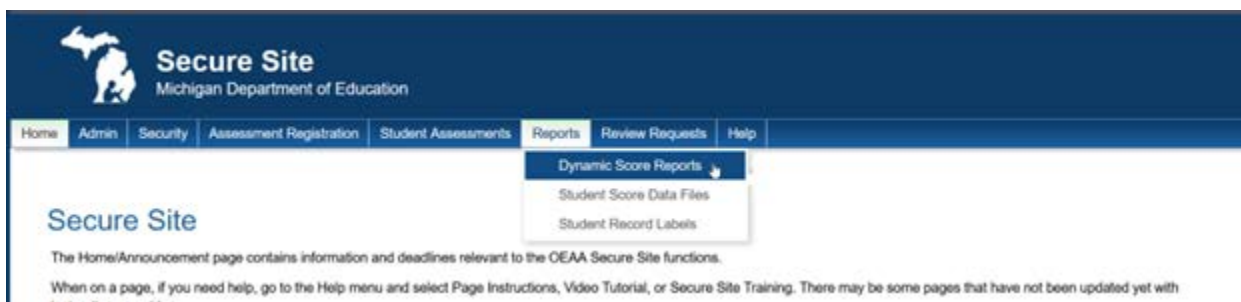 Secure Site
Michigan Department of Education
Home Admin Security Assessment Registration Student Assessments Reports Review Requests Help
Dynamic Score Reports
Student Score Data Files
Student Record Labels
Secure Site
The Home/Announcement page contains information and deadlines relevant to the OEAA Secure Site functions.
When on a page, if you need help, go to the Help menu and select Page Instructions, Video Tutorial, or Secure Site Training. There may be some pages that have not been updated yet with